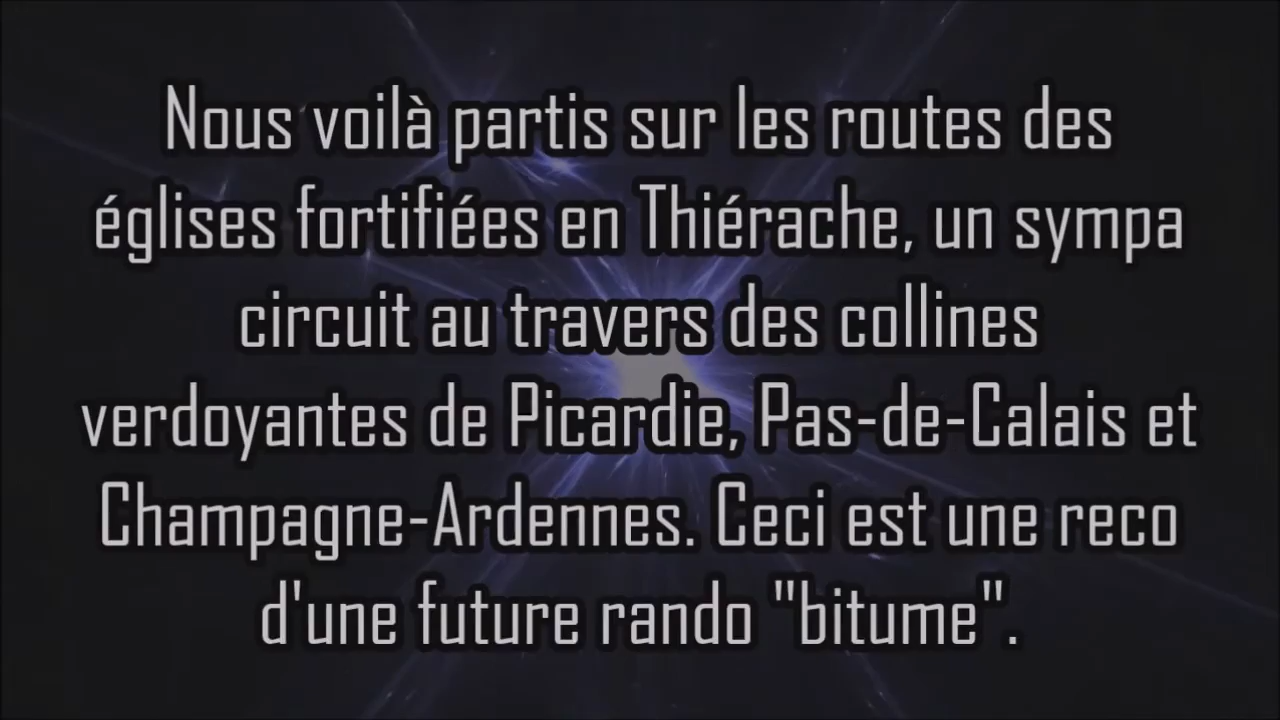 Nous voilà partis sur les routes des
églises fortifiées en Thiérache, un sympa
circuit au travers des collines
verdoyantes de Picardie, Pas-de-Calais et
Champagne-Ardennes. Ceci est une reco
d'une future rando "bitume".